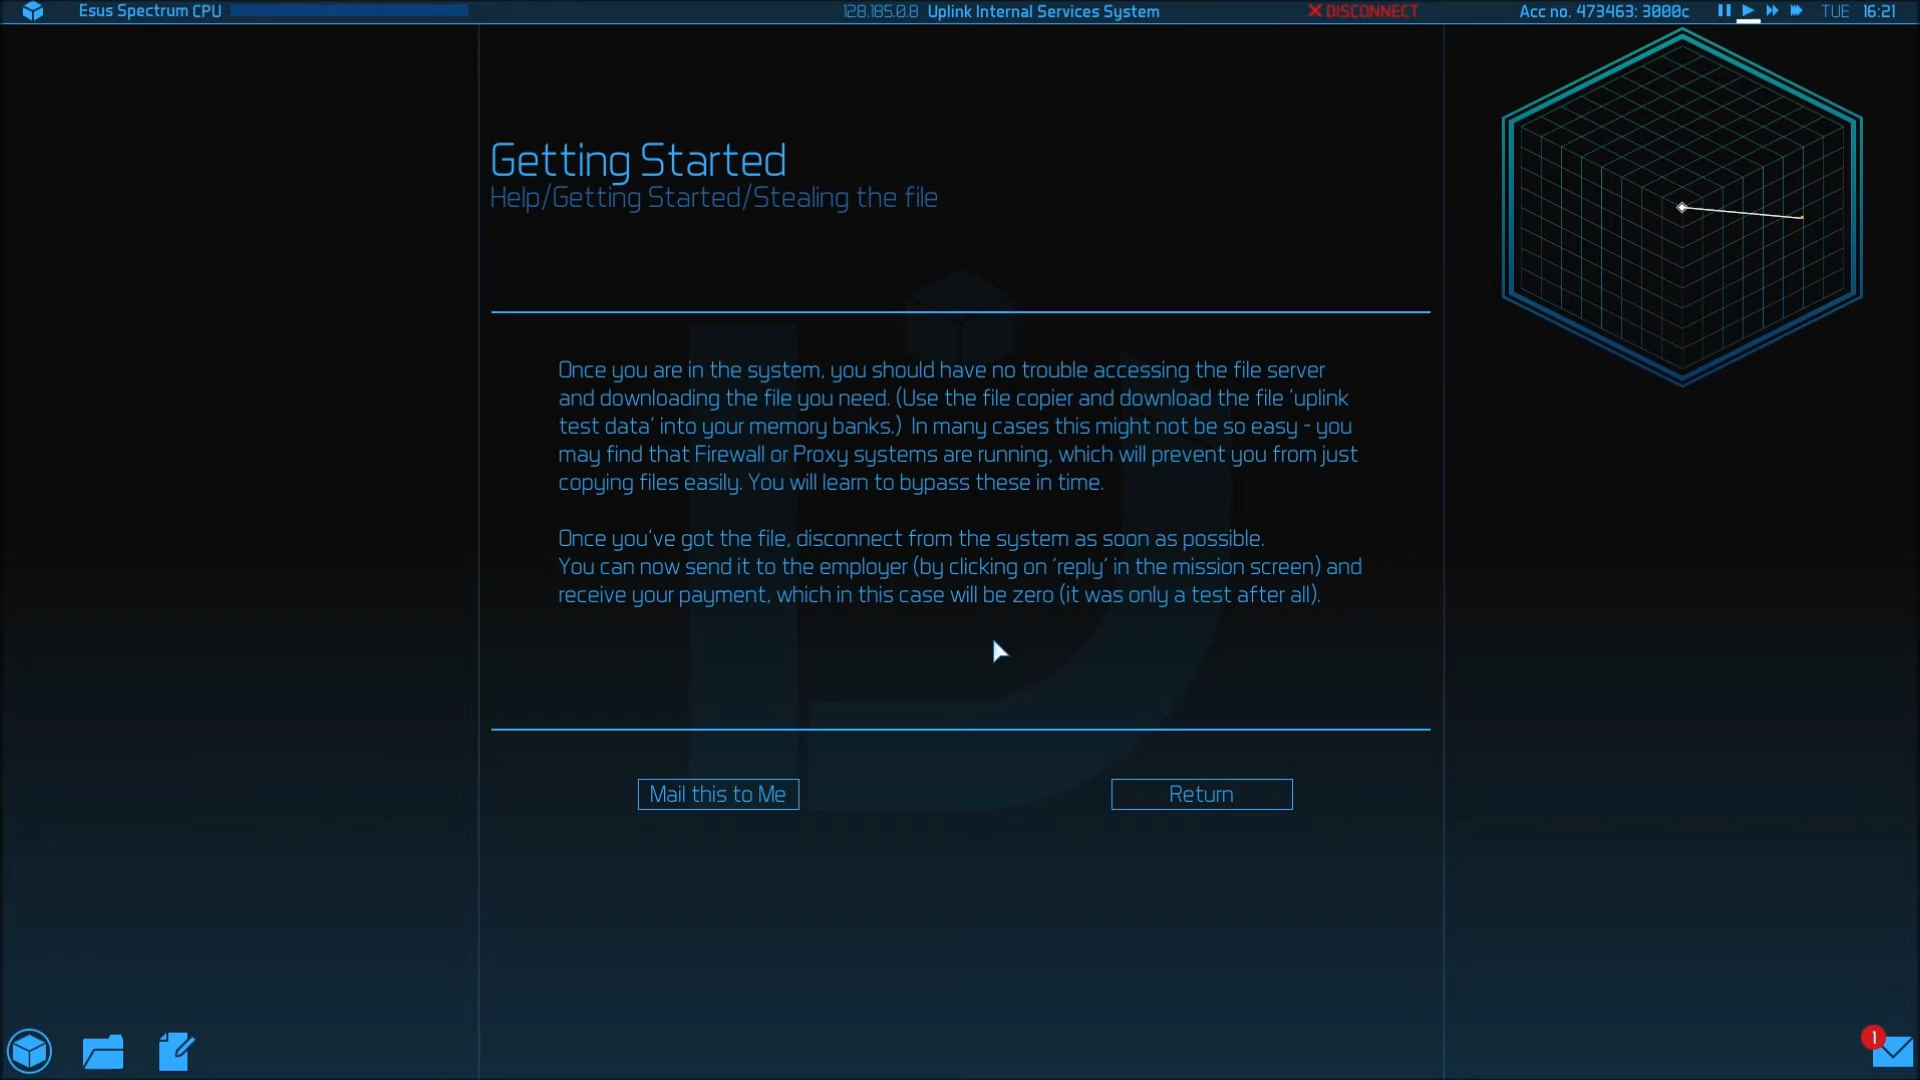 Esus Spectrum CPU
128.185.0.8 Uplink Internal Services System
DISCONNECT
Acc no. 473463: 3000c
TUE 16:21
Getting Started
Help/Getting Started/Stealing the file
Once you are in the system, you should have no trouble accessing the file server
and downloading the file you need. (Use the file copier and download the file 'uplink
test data' into your memory banks.) In many cases this might not be so easy - you
may find that Firewall or Proxy systems are running, which will prevent you from just
copying files easily. You will learn to bypass these in time.
Once you've got the file, disconnect from the system as soon as possible.
You can now send it to the employer (by clicking on 'reply' in the mission screen) and
receive your payment, which in this case will be zero (it was only a test after all).
Mail this to Me
Return
1